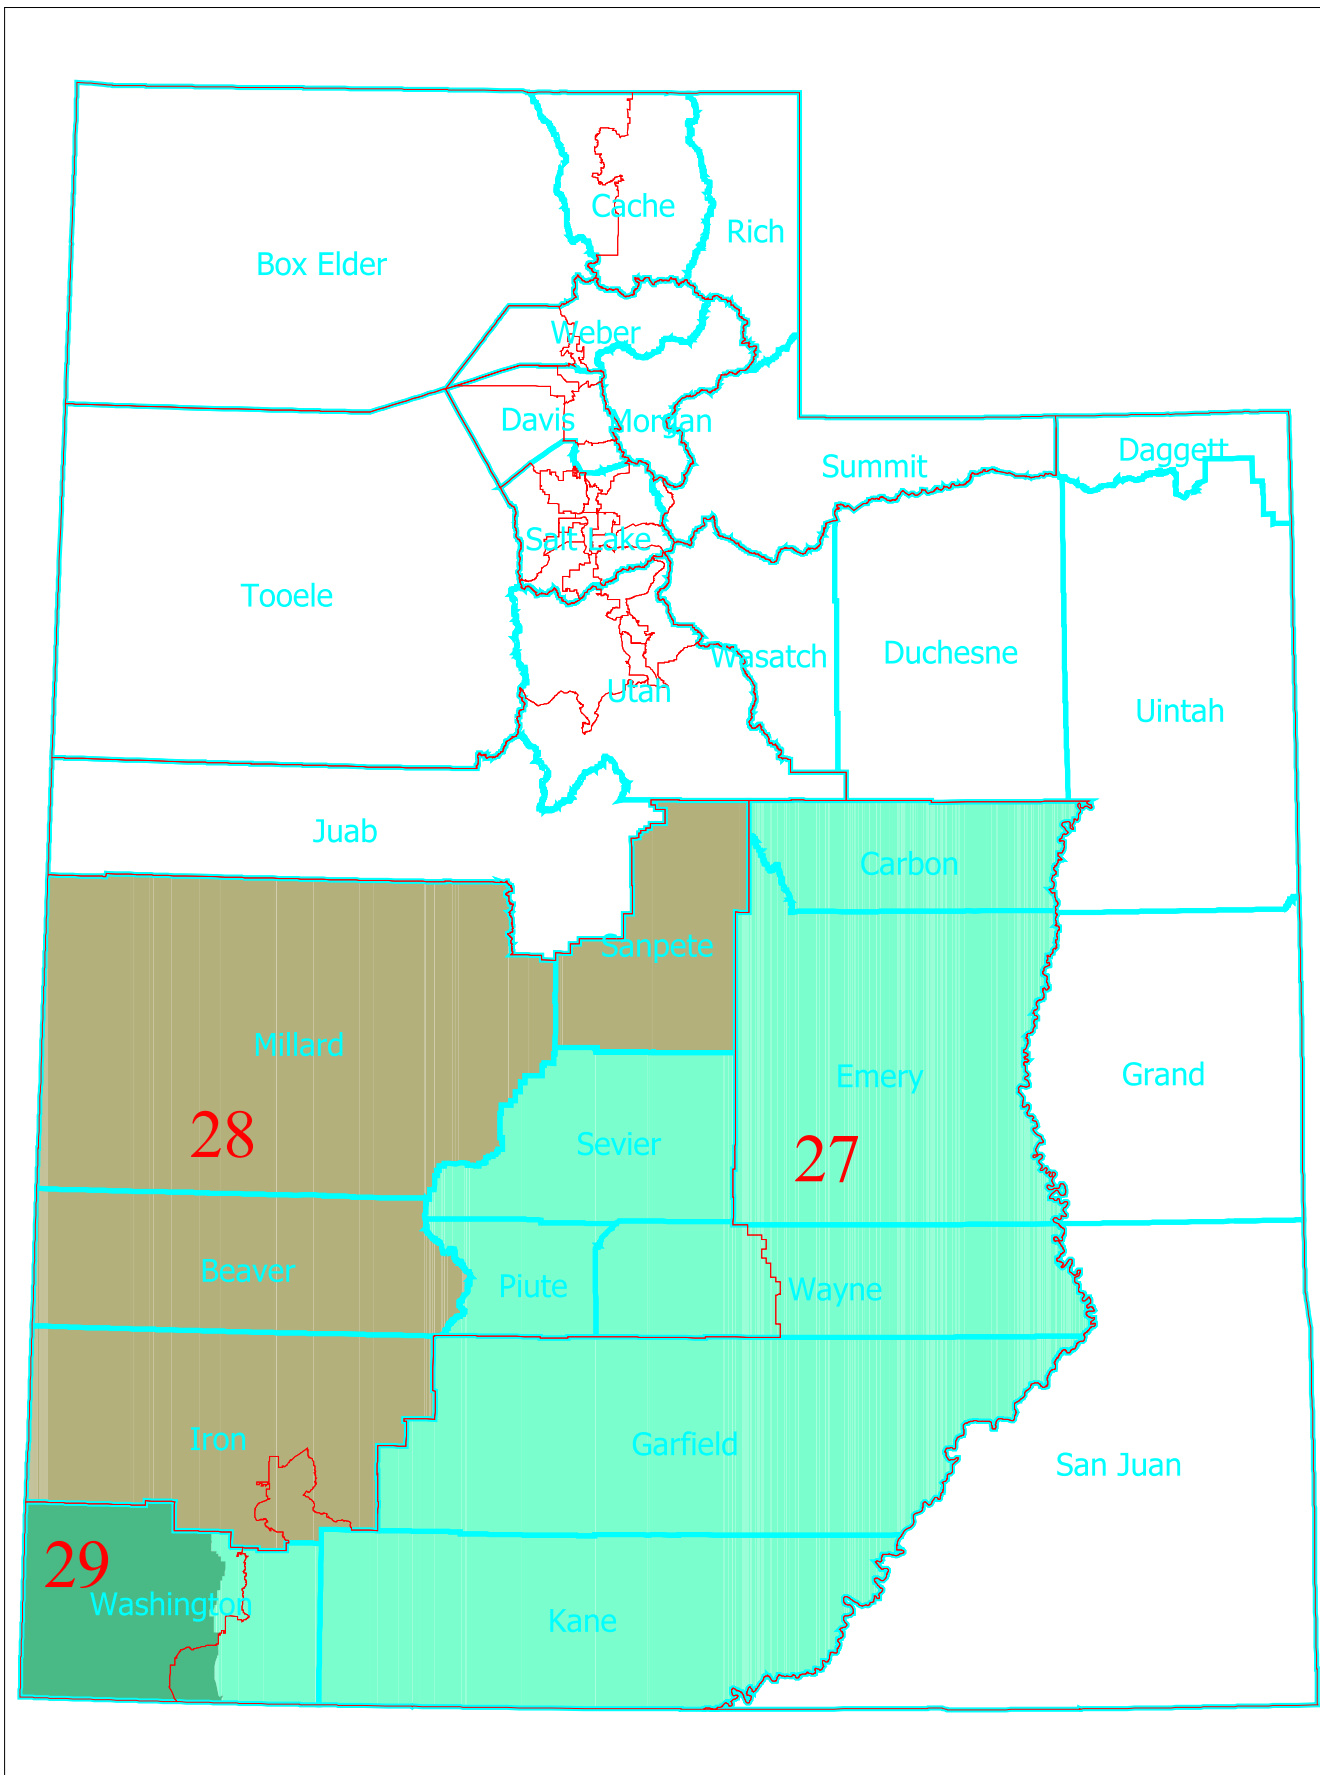 Cache
Rich
Box Elder
Weber
Davis
Morgan
Daggett
Summit
Salt Lake
Tooele
Duchesne
Wasatch
Utah
Uintah
Juab
Carbon
Sanpete
Millard
Emery
Grand
28
Sevier
27
Beaver
Piute
Wayne
Iron
Garfield
San Juan
29
Washington
Kane